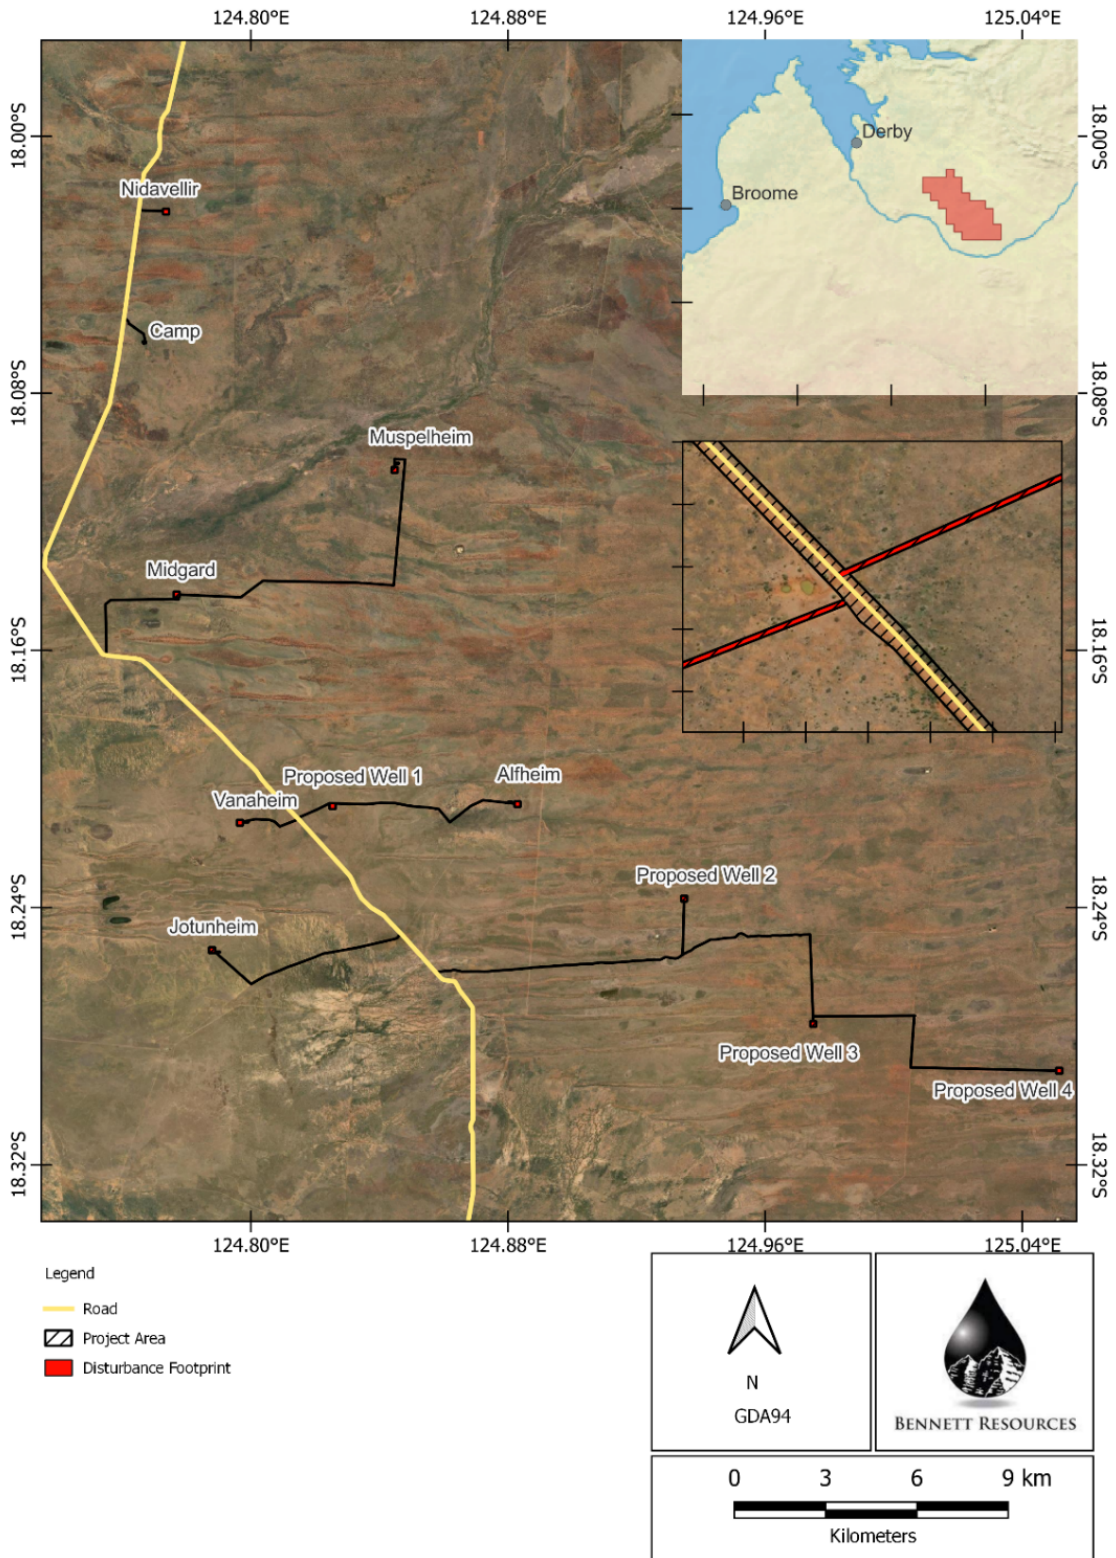 124.80°E
124.88°E
124.96°E
125.04°E
18.00°S
18.00°S
Derby
Broome
Nidavellir
Camp
18.08°S
18.08°S
Muspelheim
Midgard
18.16°S
18.16°S
Proposed Well 1
Alfheim
Vanaheim
Proposed Well 2
18.24°S
18.24°S
Jotunheim
Proposed Well 3
Proposed Well 4
18.32°S
18.32°S
124.80°E
124.88°E
124.96°E
125.04°E
Legend
Road
Project Area
Disturbance Footprint
N
GDA94
BENNETT RESOURCES
0 3 6 9 km
Kilometers